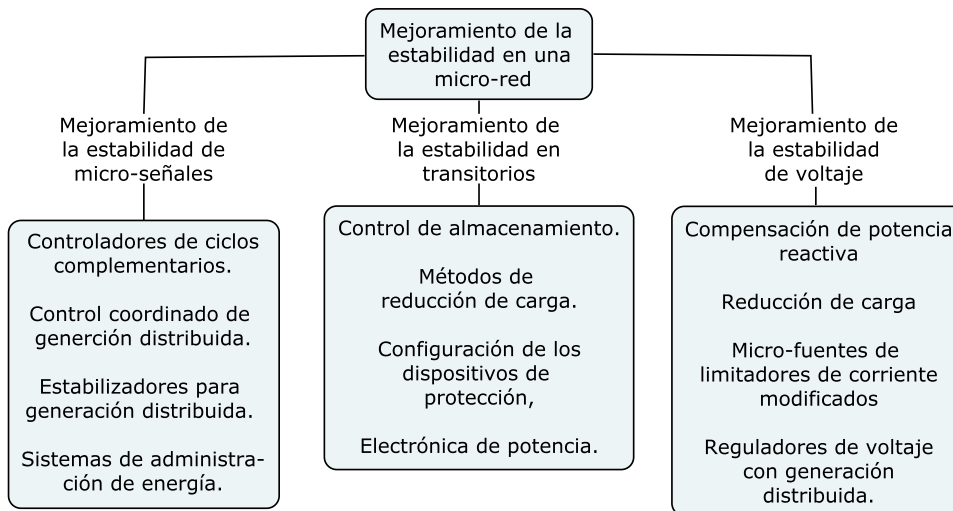 Mejoramiento de la
estabilidad en una
micro-red
Mejoramiento de
la estabilidad de
micro-señales
Controladores de ciclos
complementarios.
Control coordinado de
generción distribuida.
Estabilizadores para
generación distribuida.
Sistemas de administra-
ción de energía.
Mejoramiento de
la estabilidad en
transitorios
Control de almacenamiento.
Métodos de
reducción de carga.
Configuración de los
dispositivos de
protección,
Electrónica de potencia.
Mejoramiento de
la estabilidad
de voltaje
Compensación de potencia
reactiva
Reducción de carga
Micro-fuentes de
limitadores de corriente
modificados
Reguladores de voltaje
con generación
distribuida.